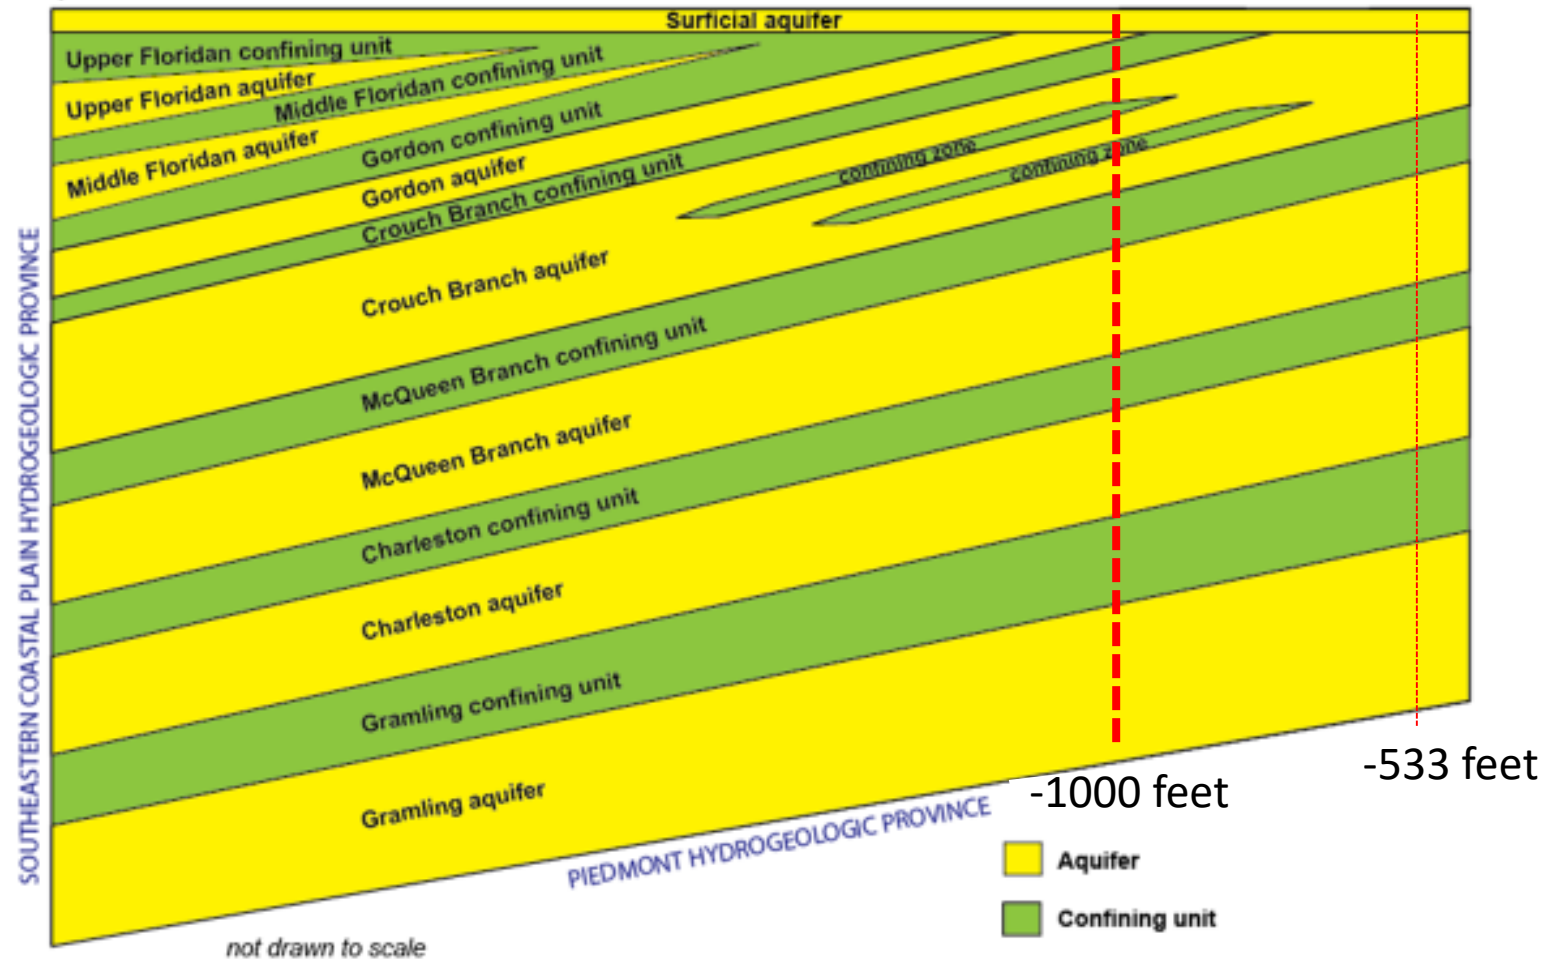 Surficial aquifer
Upper Floridan confining unit
Upper Floridan aquifer
Middle Floridan confining unit
Middle Floridan aquifer
Gordon confining unit
Gordon aquifer
Crouch Branch confining unit
confining zone
confining zone
Crouch Branch aquifer
McQueen Branch confining unit
McQueen Branch aquifer
Charleston confining unit
Charleston aquifer
Gramling confining unit
Gramling aquifer
SOUTHEASTERN COASTAL PLAIN HYDROGEOLOGIC PROVINCE
PIEDMONT HYDROGEOLOGIC PROVINCE
-1000 feet
-533 feet
Aquifer
Confining unit
not drawn to scale